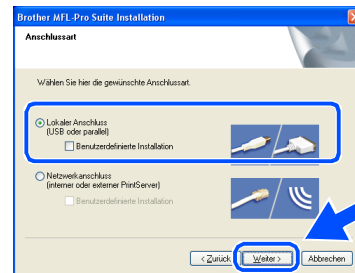 Brother MFL-Pro Suite Installation
Anschlussart
Wählen Sie hier die gewünschte Anschlussart.
Lokaler Anschluss
(USB oder parallel)
Benutzerdefinierte Installation
Netzwerkanschluss
(interner oder externer PrintServer)
Benutzerdefinierte Installation
< Zurück
Weiter >
Abbrechen